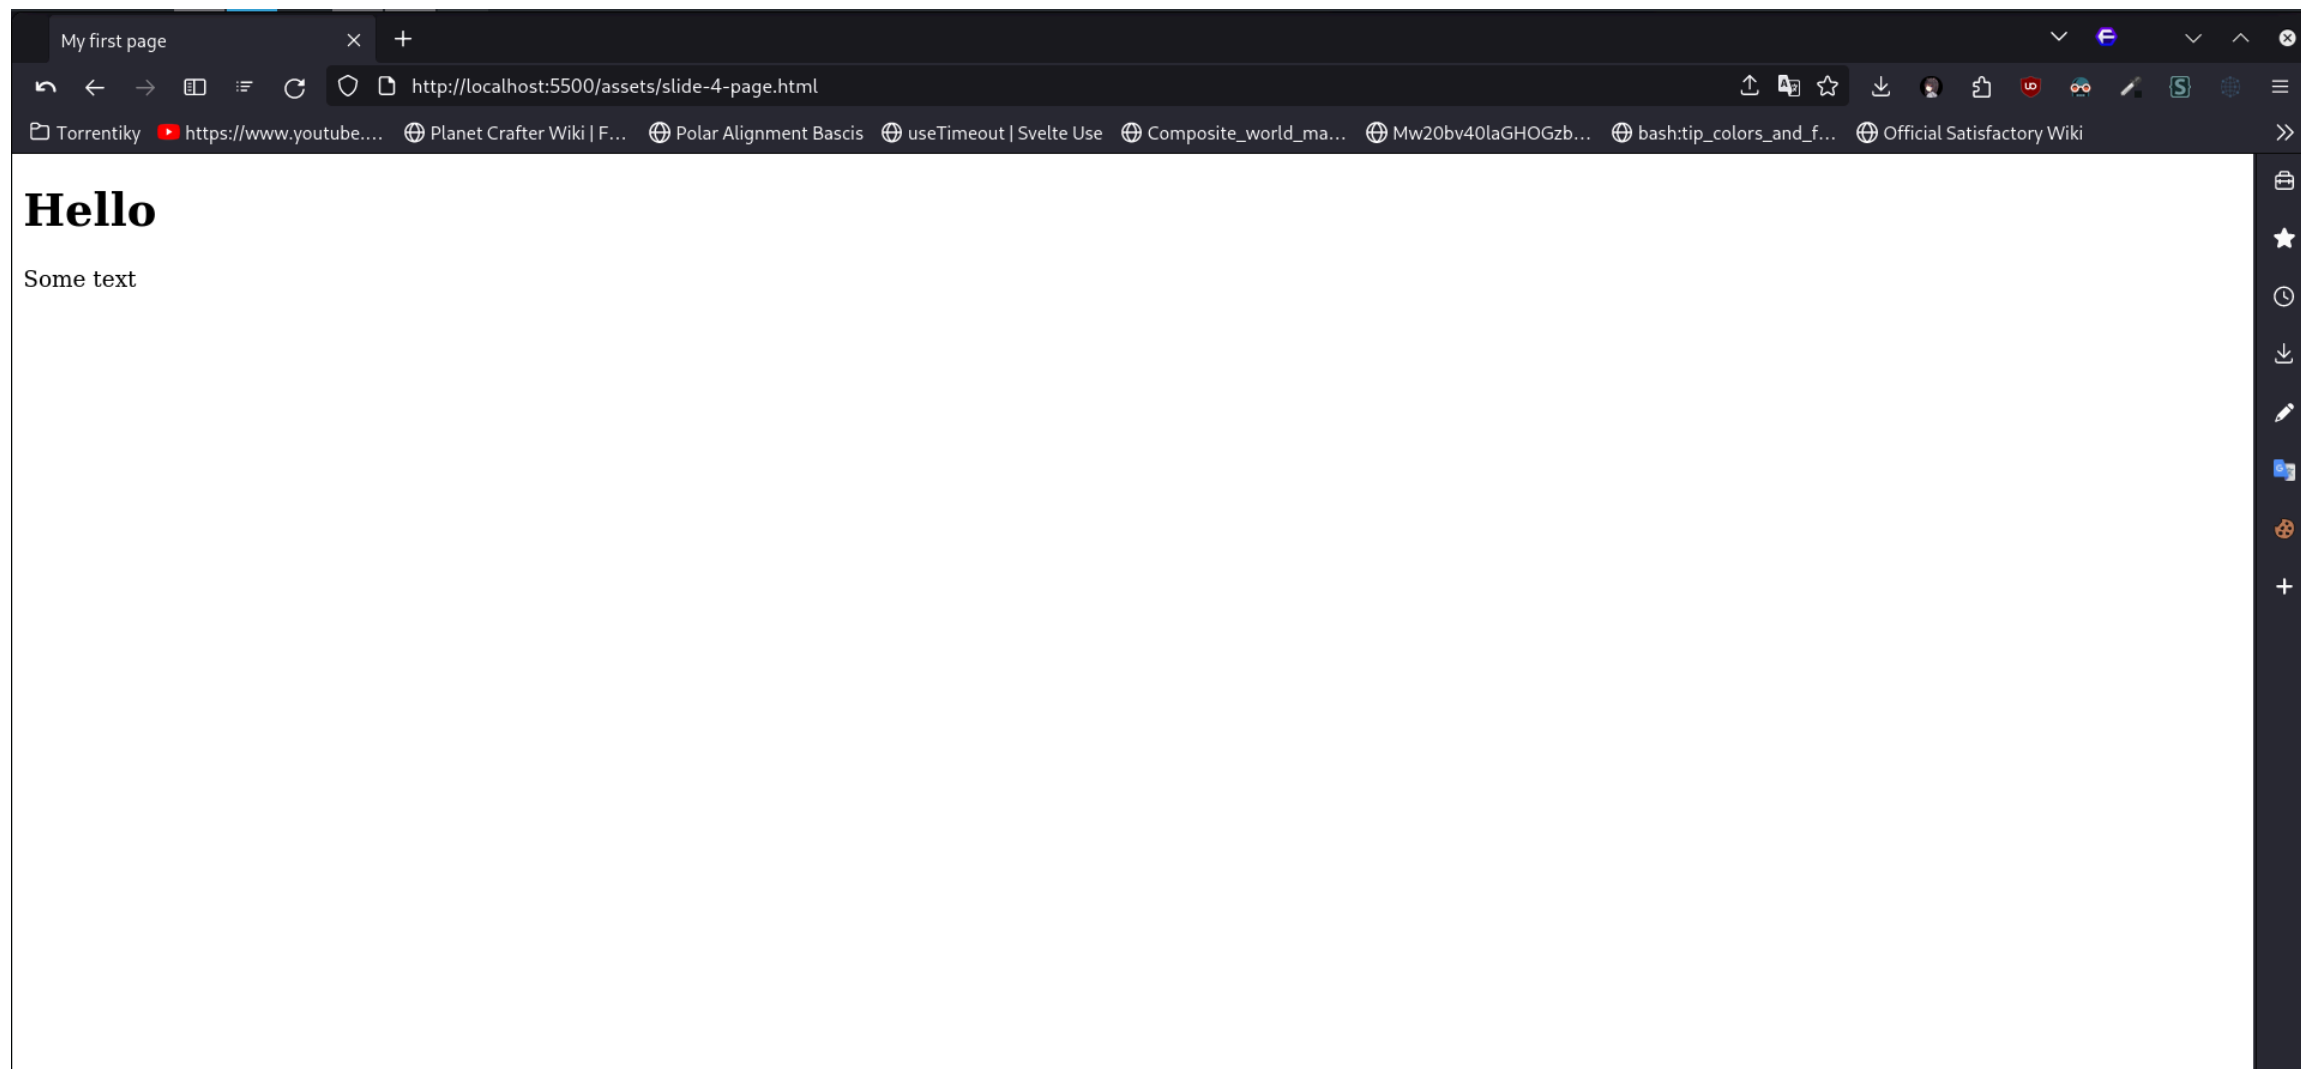 My first page
http://localhost:5500/assets/slide-4-page.html
Torrentiky https://www.youtube.... Planet Crafter Wiki | F... Polar Alignment Bascis useTimeout | Svelte Use Composite_world_ma... Mw20bv40laGHOGzb... bash:tip_colors_and_f... Official Satisfactory Wiki
Hello
Some text